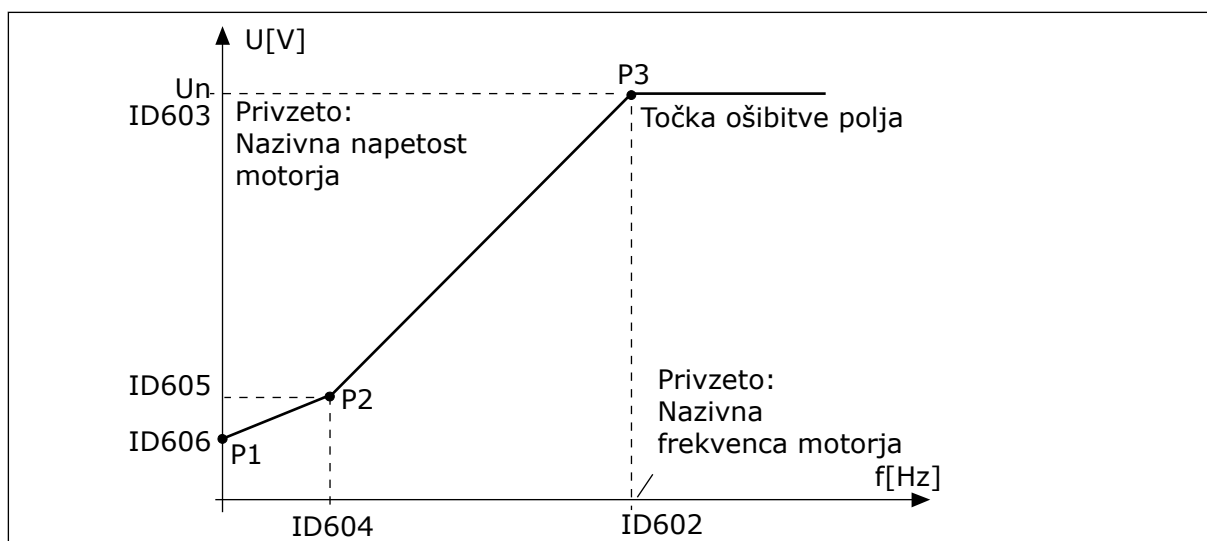 U[V]
P3
Un
ID603
Privzeto:
Nazivna napetost
motorja
Točka ošibitve polja
ID605
P2
ID606
P1
Privzeto:
Nazivna
frekvenca motorja
f[Hz]
ID604
ID602